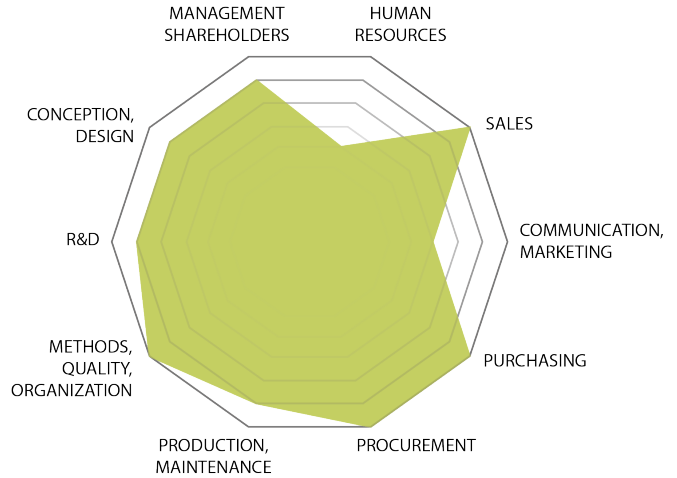 MANAGEMENT
SHAREHOLDERS
HUMAN
RESOURCES
CONCEPTION,
DESIGN
SALES
R&D
COMMUNICATION,
MARKETING
METHODS,
QUALITY,
ORGANIZATION
PURCHASING
PRODUCTION,
MAINTENANCE
PROCUREMENT